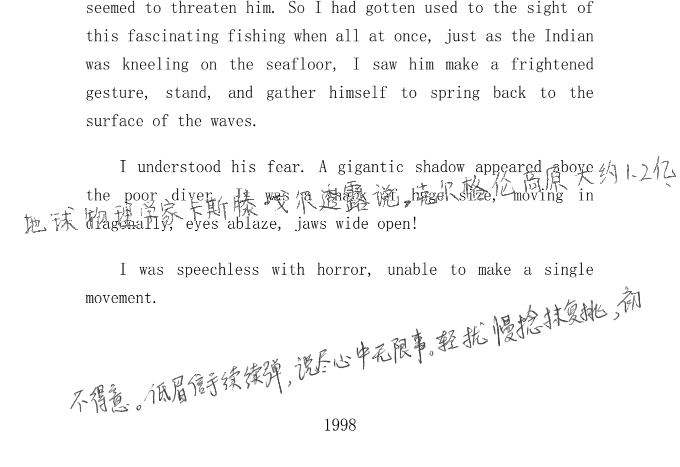 seemed to threaten him. So I had gotten used to the sight of
this fascinating fishing when all at once, just as the Indian
was kneeling on the seafloor, I saw him make a frightened
gesture, stand, and gather himself to spring back to the
surface of the waves.
I understood his fear. A gigantic shadow appeared above
the poor diver. It was a shark of huge size, moving in
地球物理学家卡斯滕·戈尔透露说,德尔格伦高原大约1.2亿
diagonally, eyes ablaze, jaws wide open!
I was speechless with horror, unable to make a single
movement.
不得意。低眉信手续续弹,说尽心中无限事。轻拢慢捻抹复挑,初
1998